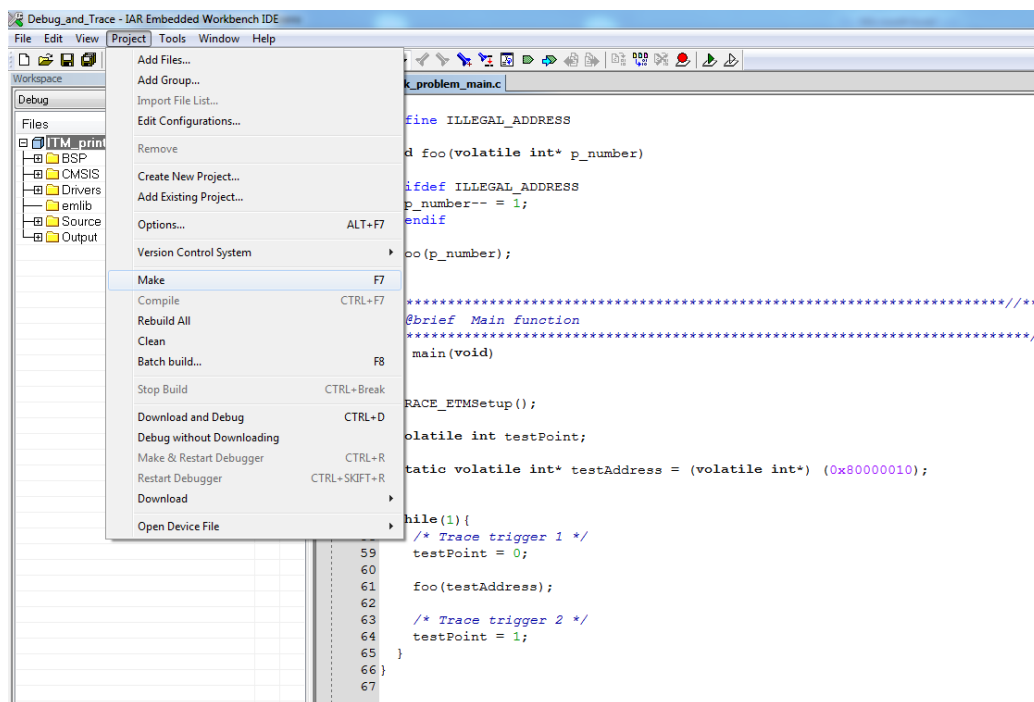 Debug_and_Trace - IAR Embedded Workbench IDE
File Edit View Project Tools Window Help
Workspace
Debug
Files
ITM_print
BSP
CMSIS
Drivers
emlib
Source
Output
Add Files...
Add Group...
Import File List...
Edit Configurations...
Remove
Create New Project...
Add Existing Project...
Options... ALT+F7
Version Control System
Make F7
Compile CTRL+F7
Rebuild All
Clean
Batch build... F8
Stop Build CTRL+Break
Download and Debug CTRL+D
Debug without Downloading
Make & Restart Debugger CTRL+R
Restart Debugger CTRL+SKIFT+R
Download
Open Device File
k_problem_main.c
fine ILLEGAL_ADDRESS
d foo(volatile int* p_number)
ifdef ILLEGAL_ADDRESS
p_number-- = 1;
endif
oo(p_number);
**************************************************************************//**
@brief Main function
******************************************************************************/
main(void)
RACE_ETMSetup();
olatile int testPoint;
tatic volatile int* testAddress = (volatile int*) (0x80000010);
hile(1){
58 /* Trace trigger 1 */
59 testPoint = 0;
60
61 foo(testAddress);
62
63 /* Trace trigger 2 */
64 testPoint = 1;
65 }
66 }
67